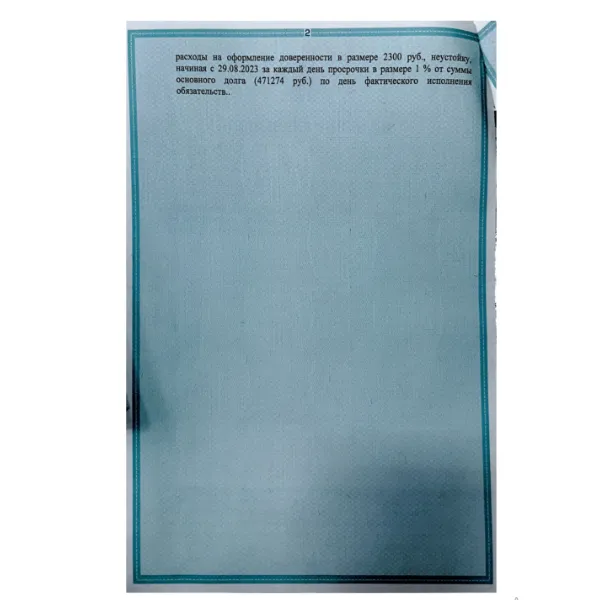 2
расходы на оформление доверенности в размере 2300 руб., неустойку,
начиная с 29.08.2023 за каждый день просрочки в размере 1 % от суммы
основного долга (471274 руб.) по день фактического исполнения
обязательств..